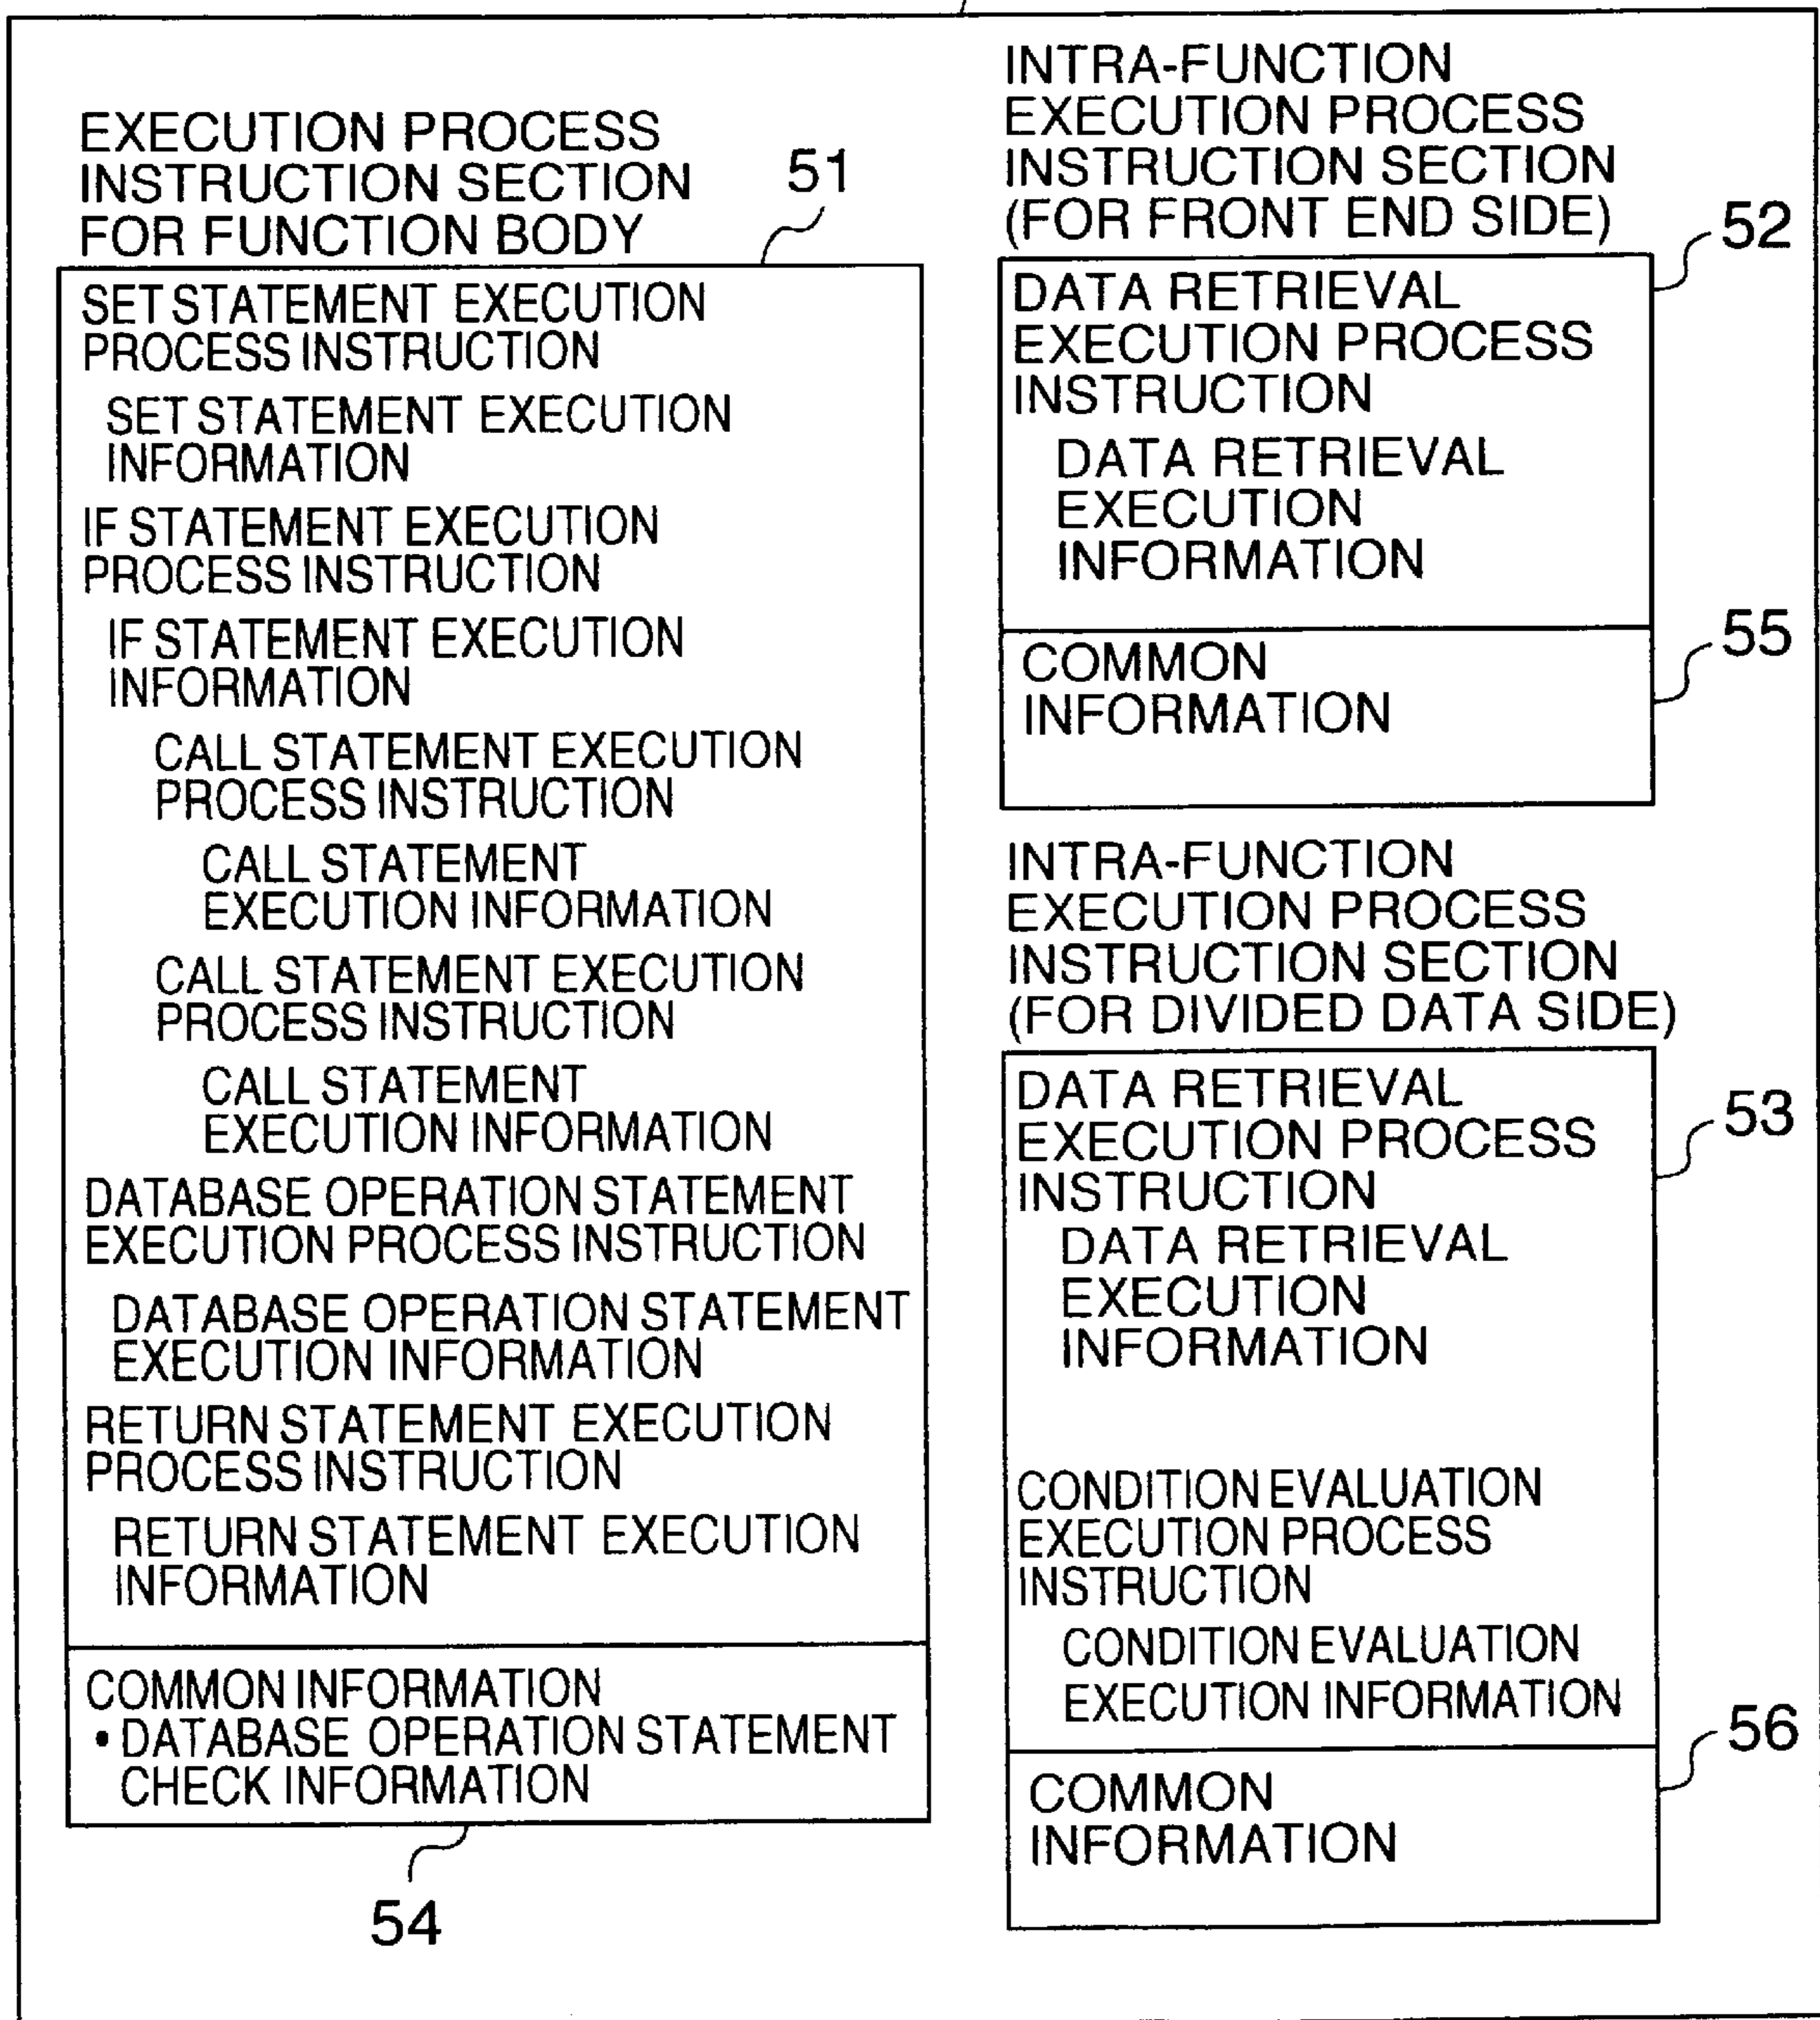 EXECUTION PROCESS
INSTRUCTION SECTION
FOR FUNCTION BODY
51
SET STATEMENT EXECUTION
PROCESS INSTRUCTION
SET STATEMENT EXECUTION
INFORMATION
IF STATEMENT EXECUTION
PROCESS INSTRUCTION
IF STATEMENT EXECUTION
INFORMATION
CALL STATEMENT EXECUTION
PROCESS INSTRUCTION
CALL STATEMENT
EXECUTION INFORMATION
CALL STATEMENT EXECUTION
PROCESS INSTRUCTION
CALL STATEMENT
EXECUTION INFORMATION
DATABASE OPERATION STATEMENT
EXECUTION PROCESS INSTRUCTION
DATABASE OPERATION STATEMENT
EXECUTION INFORMATION
RETURN STATEMENT EXECUTION
PROCESS INSTRUCTION
RETURN STATEMENT EXECUTION
INFORMATION
COMMON INFORMATION
• DATABASE OPERATION STATEMENT
CHECK INFORMATION
54
INTRA-FUNCTION
EXECUTION PROCESS
INSTRUCTION SECTION
(FOR FRONT END SIDE)
52
DATA RETRIEVAL
EXECUTION PROCESS
INSTRUCTION
DATA RETRIEVAL
EXECUTION
INFORMATION
55
COMMON
INFORMATION
INTRA-FUNCTION
EXECUTION PROCESS
INSTRUCTION SECTION
(FOR DIVIDED DATA SIDE)
53
DATA RETRIEVAL
EXECUTION PROCESS
INSTRUCTION
DATA RETRIEVAL
EXECUTION
INFORMATION
CONDITION EVALUATION
EXECUTION PROCESS
INSTRUCTION
CONDITION EVALUATION
EXECUTION INFORMATION
56
COMMON
INFORMATION